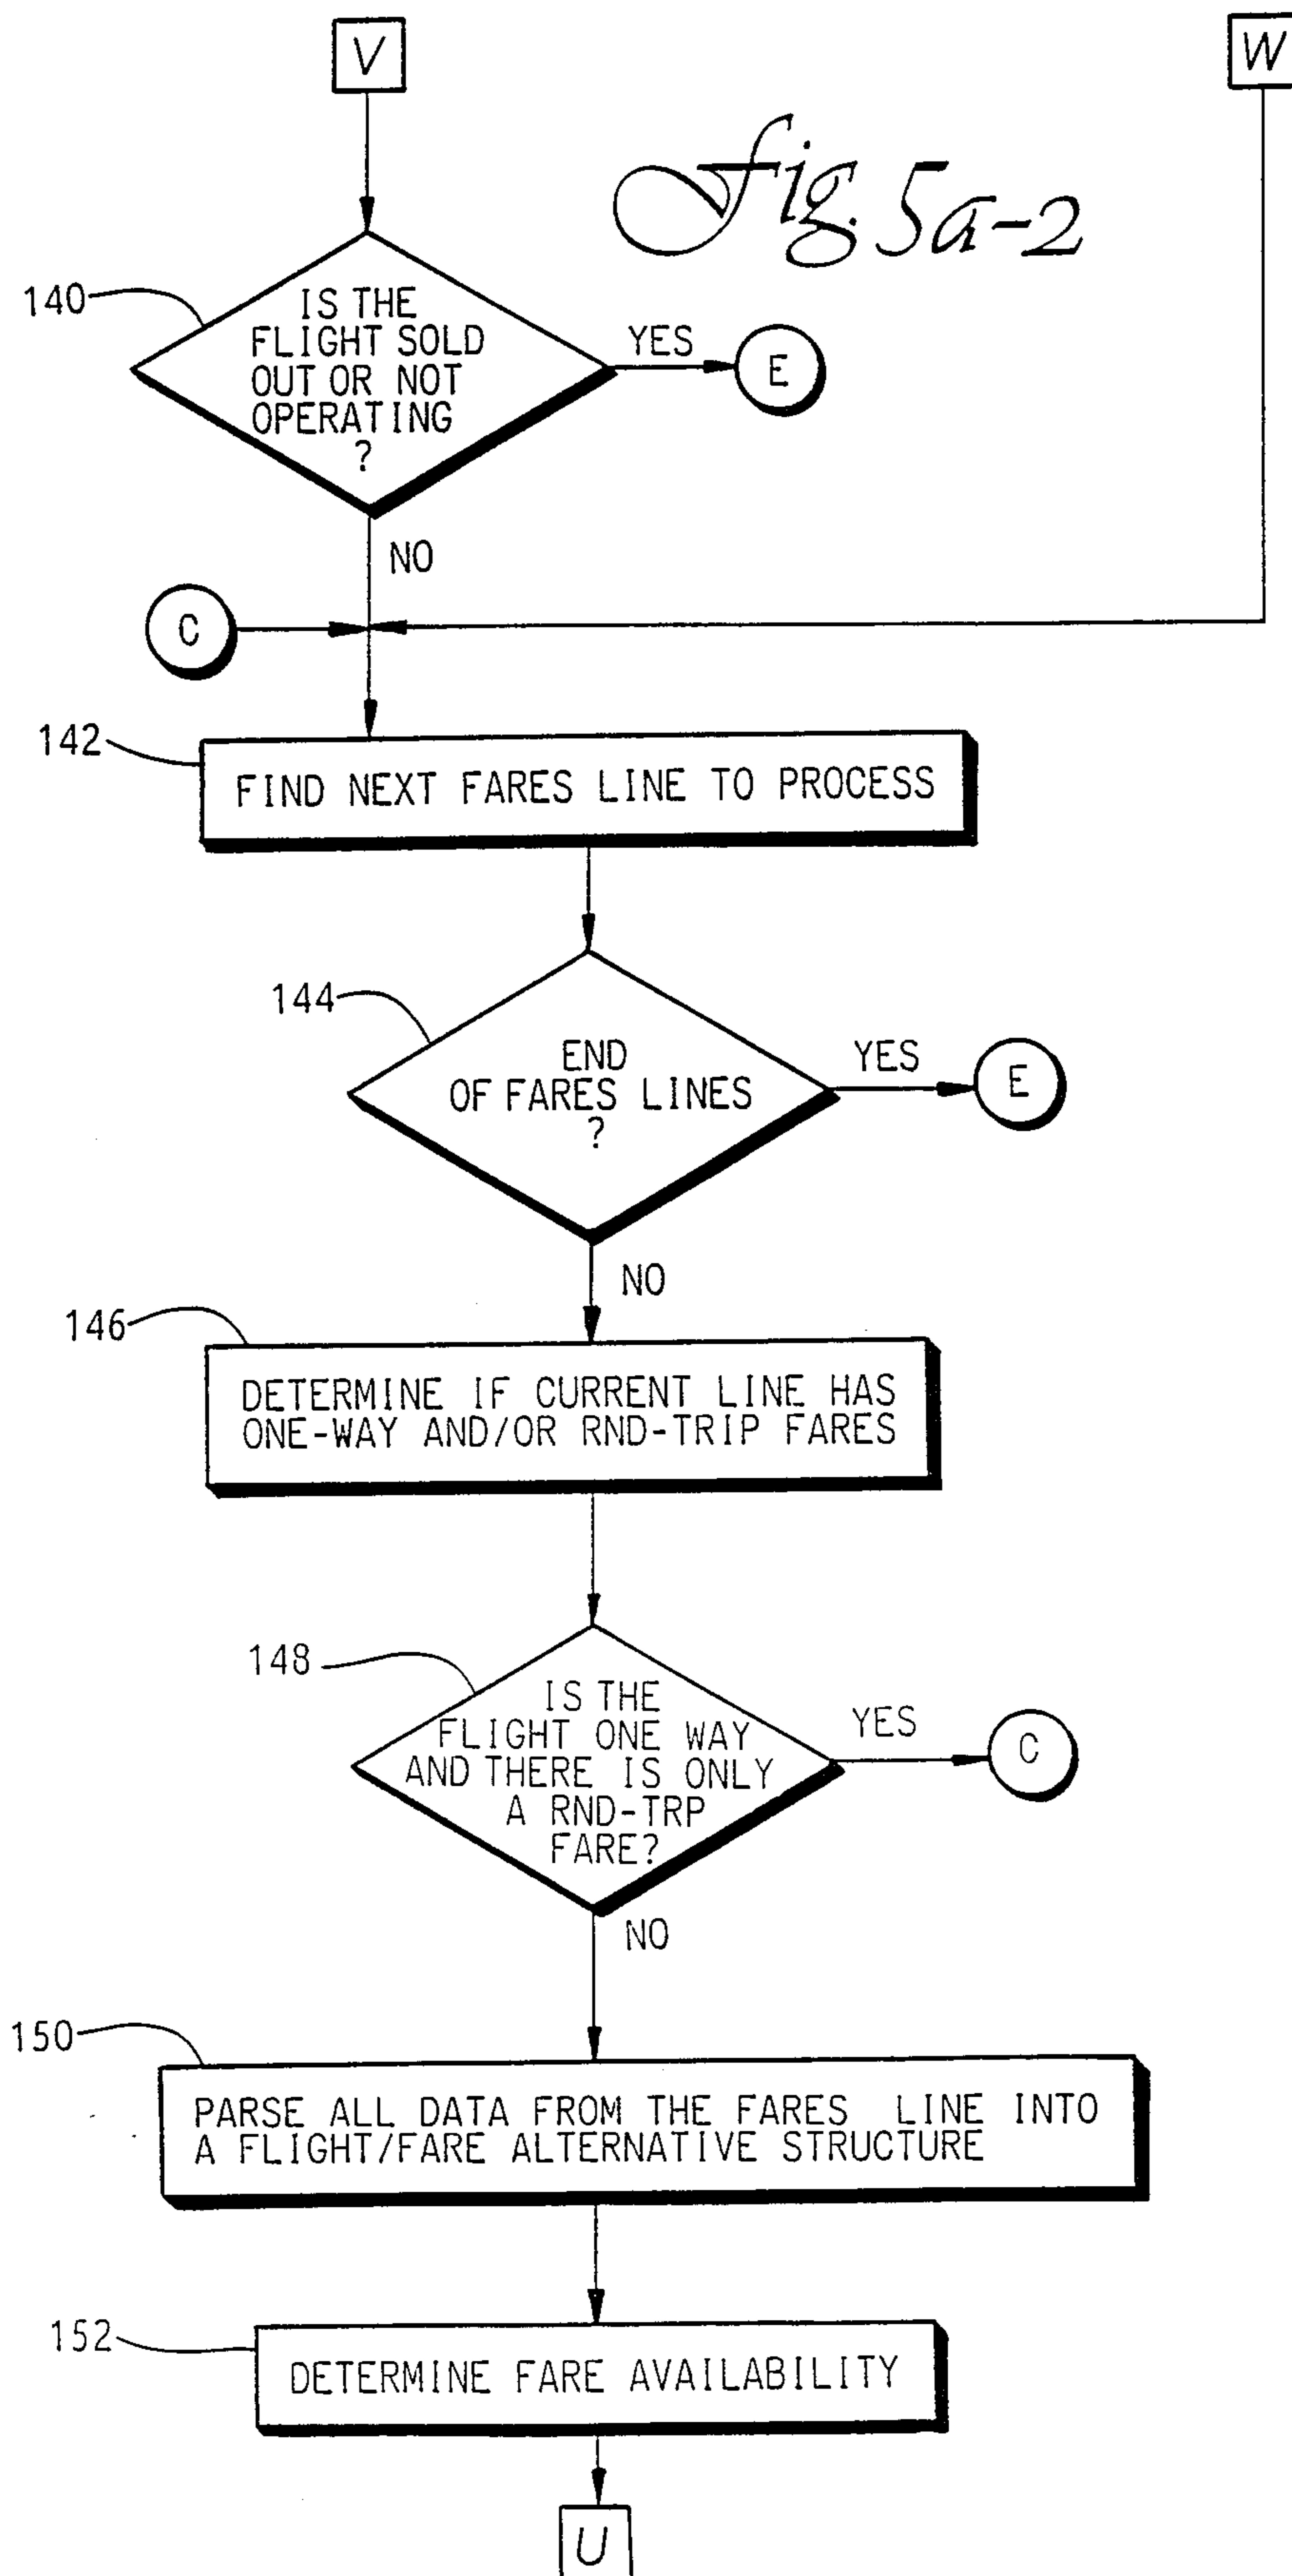 V
W
Fig. 5a-2
140
IS THE
FLIGHT SOLD
OUT OR NOT
OPERATING
?
YES
E
NO
C
142
FIND NEXT FARES LINE TO PROCESS
144
END
OF FARES LINES
?
YES
E
NO
146
DETERMINE IF CURRENT LINE HAS
ONE-WAY AND/OR RND-TRIP FARES
148
IS THE
FLIGHT ONE WAY
AND THERE IS ONLY
A RND-TRP
FARE?
YES
C
NO
150
PARSE ALL DATA FROM THE FARES LINE INTO
A FLIGHT/FARE ALTERNATIVE STRUCTURE
152
DETERMINE FARE AVAILABILITY
U